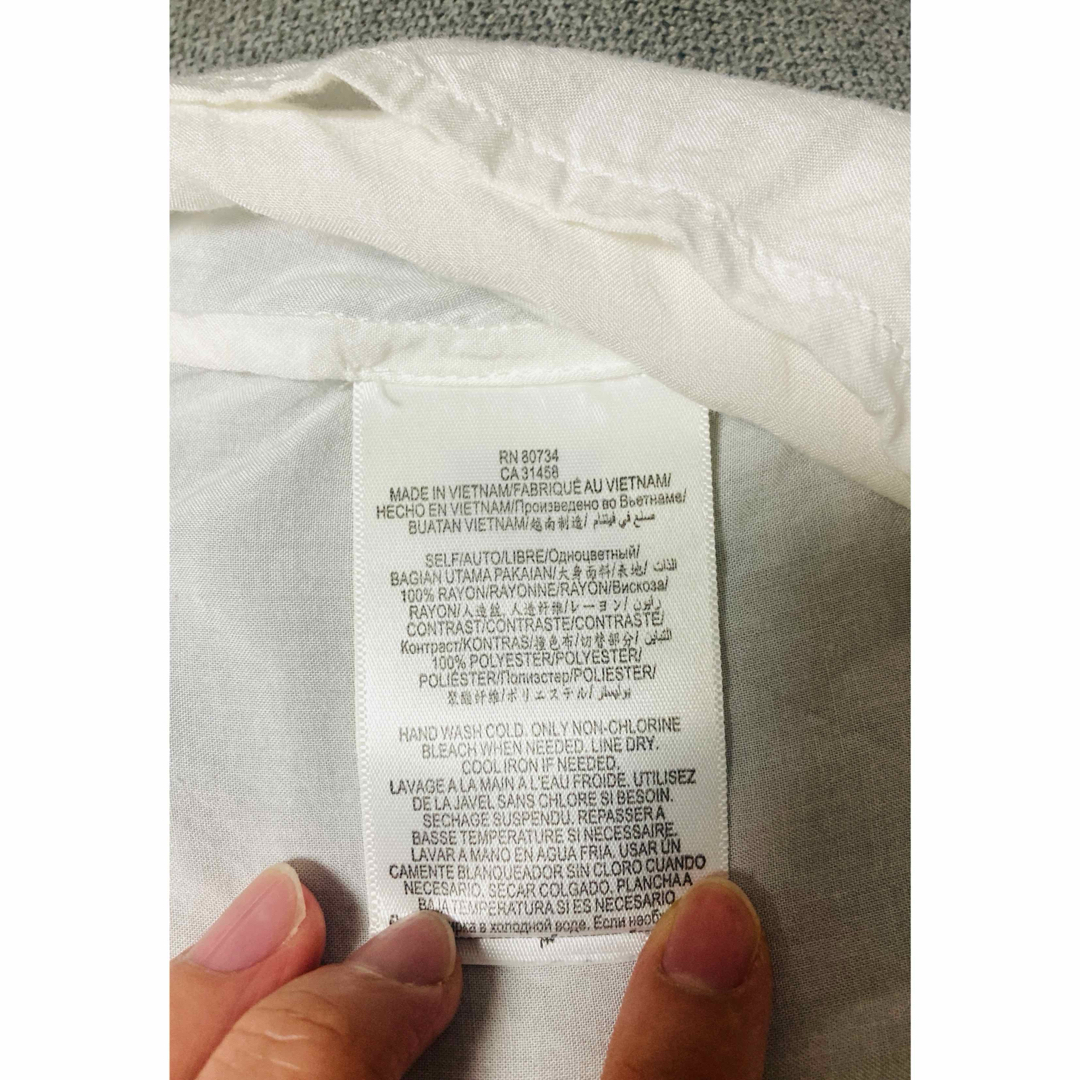 RN 80734
CA 31458
MADE IN VIETNAM/FABRIQUÉ AU VIETNAM/
HECHO EN VIETNAM/Произведено во Вьетнаме/
BUATAN VIETNAM/越南制造/ صنع في فيتنام
SELF/AUTO/LIBRE/Одноцветный/
BAGIAN UTAMA PAKAIAN/大身面料/表地/ الذات
100% RAYON/RAYONNE/RAYON/Вискоза/
RAYON/人造丝, 人造纤维/レーヨン/ رايون
CONTRAST/CONTRASTE/CONTRASTE/
Контраст/KONTRAS/撞色布/切替部分/ التباين
100% POLYESTER/POLYESTER/
POLIÉSTER/Полиэстер/POLIESTER/
聚酯纤维/ポリエステル/ بوليستر
HAND WASH COLD. ONLY NON-CHLORINE
BLEACH WHEN NEEDED. LINE DRY.
COOL IRON IF NEEDED.
LAVAGE A LA MAIN A L'EAU FROIDE. UTILISEZ
DE LA JAVEL SANS CHLORE SI BESOIN.
SECHAGE SUSPENDU. REPASSER A
BASSE TEMPERATURE SI NECESSAIRE.
LAVAR A MANO EN AGUA FRIA. USAR UN
CAMENTE BLANQUEADOR SIN CLORO CUANDO
NECESARIO. SECAR COLGADO. PLANCHA A
BAJA TEMPERATURA SI ES NECESARIO.
в холодной воде. Если